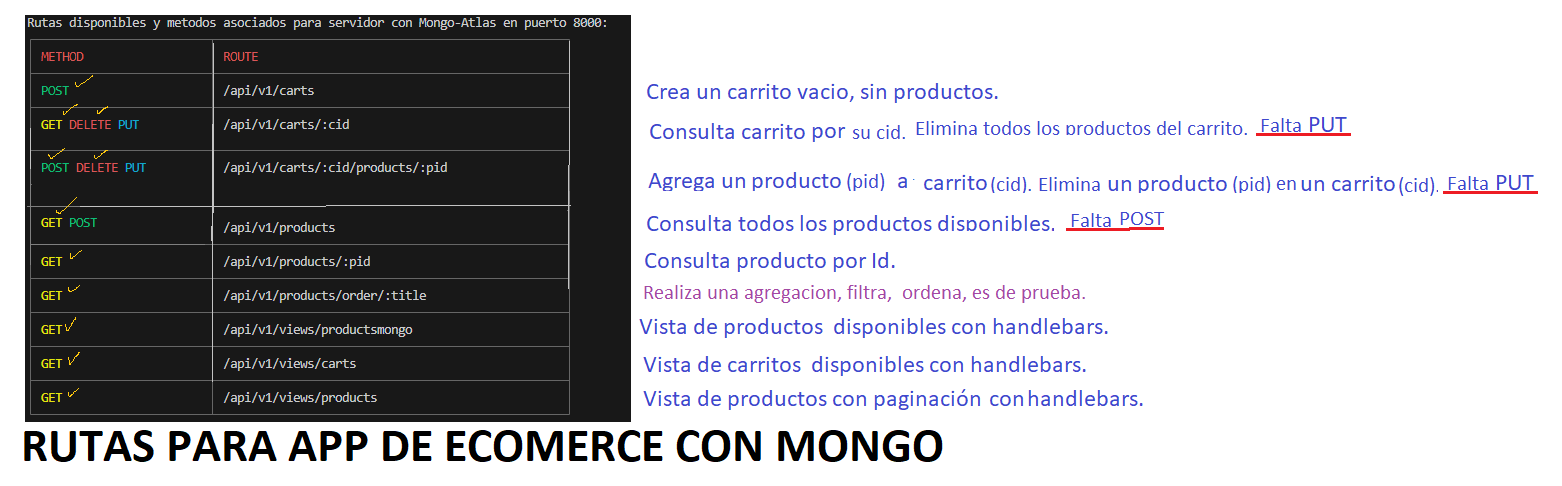 Rutas disponibles y metodos asociados para servidor con Mongo-Atlas en puerto 8000:
METHOD ROUTE
POST /api/v1/carts Crea un carrito vacio, sin productos.
GET DELETE PUT /api/v1/carts/:cid Consulta carrito por su cid. Elimina todos los productos del carrito. Falta PUT
POST DELETE PUT /api/v1/carts/:cid/products/:pid Agrega un producto (pid) a carrito (cid). Elimina un producto (pid) en un carrito (cid). Falta PUT
GET POST /api/v1/products Consulta todos los productos disponibles. Falta POST
GET /api/v1/products/:pid Consulta producto por Id.
GET /api/v1/products/order/:title Realiza una agregacion, filtra, ordena, es de prueba.
GET /api/v1/views/productsmongo Vista de productos disponibles con handlebars.
GET /api/v1/views/carts Vista de carritos disponibles con handlebars.
GET /api/v1/views/products Vista de productos con paginación con handlebars.
RUTAS PARA APP DE ECOMERCE CON MONGO